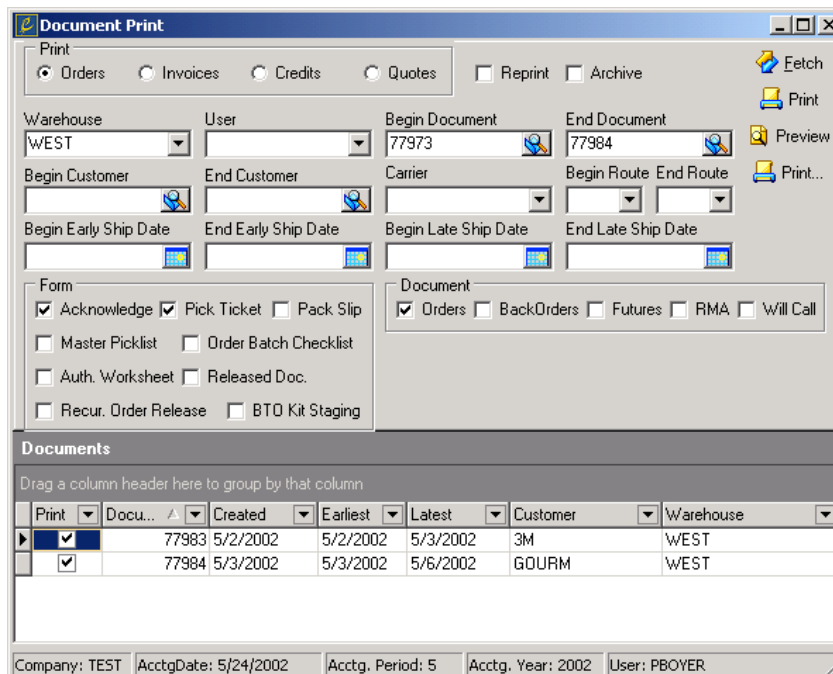 Document Print
Print
Orders Invoices Credits Quotes Reprint Archive
Fetch
Print
Preview
Print...
Warehouse User Begin Document End Document
WEST 77973 77984
Begin Customer End Customer Carrier Begin Route End Route
Begin Early Ship Date End Early Ship Date Begin Late Ship Date End Late Ship Date
Form Document
Acknowledge Pick Ticket Pack Slip Orders BackOrders Futures RMA Will Call
Master Picklist Order Batch Checklist
Auth. Worksheet Released Doc.
Recur. Order Release BTO Kit Staging
Documents
Drag a column header here to group by that column
Print Docu... Created Earliest Latest Customer Warehouse
77983 5/2/2002 5/2/2002 5/3/2002 3M WEST
77984 5/3/2002 5/3/2002 5/6/2002 GOURM WEST
Company: TEST AcctgDate: 5/24/2002 Acctg. Period: 5 Acctg. Year: 2002 User: PBOYER